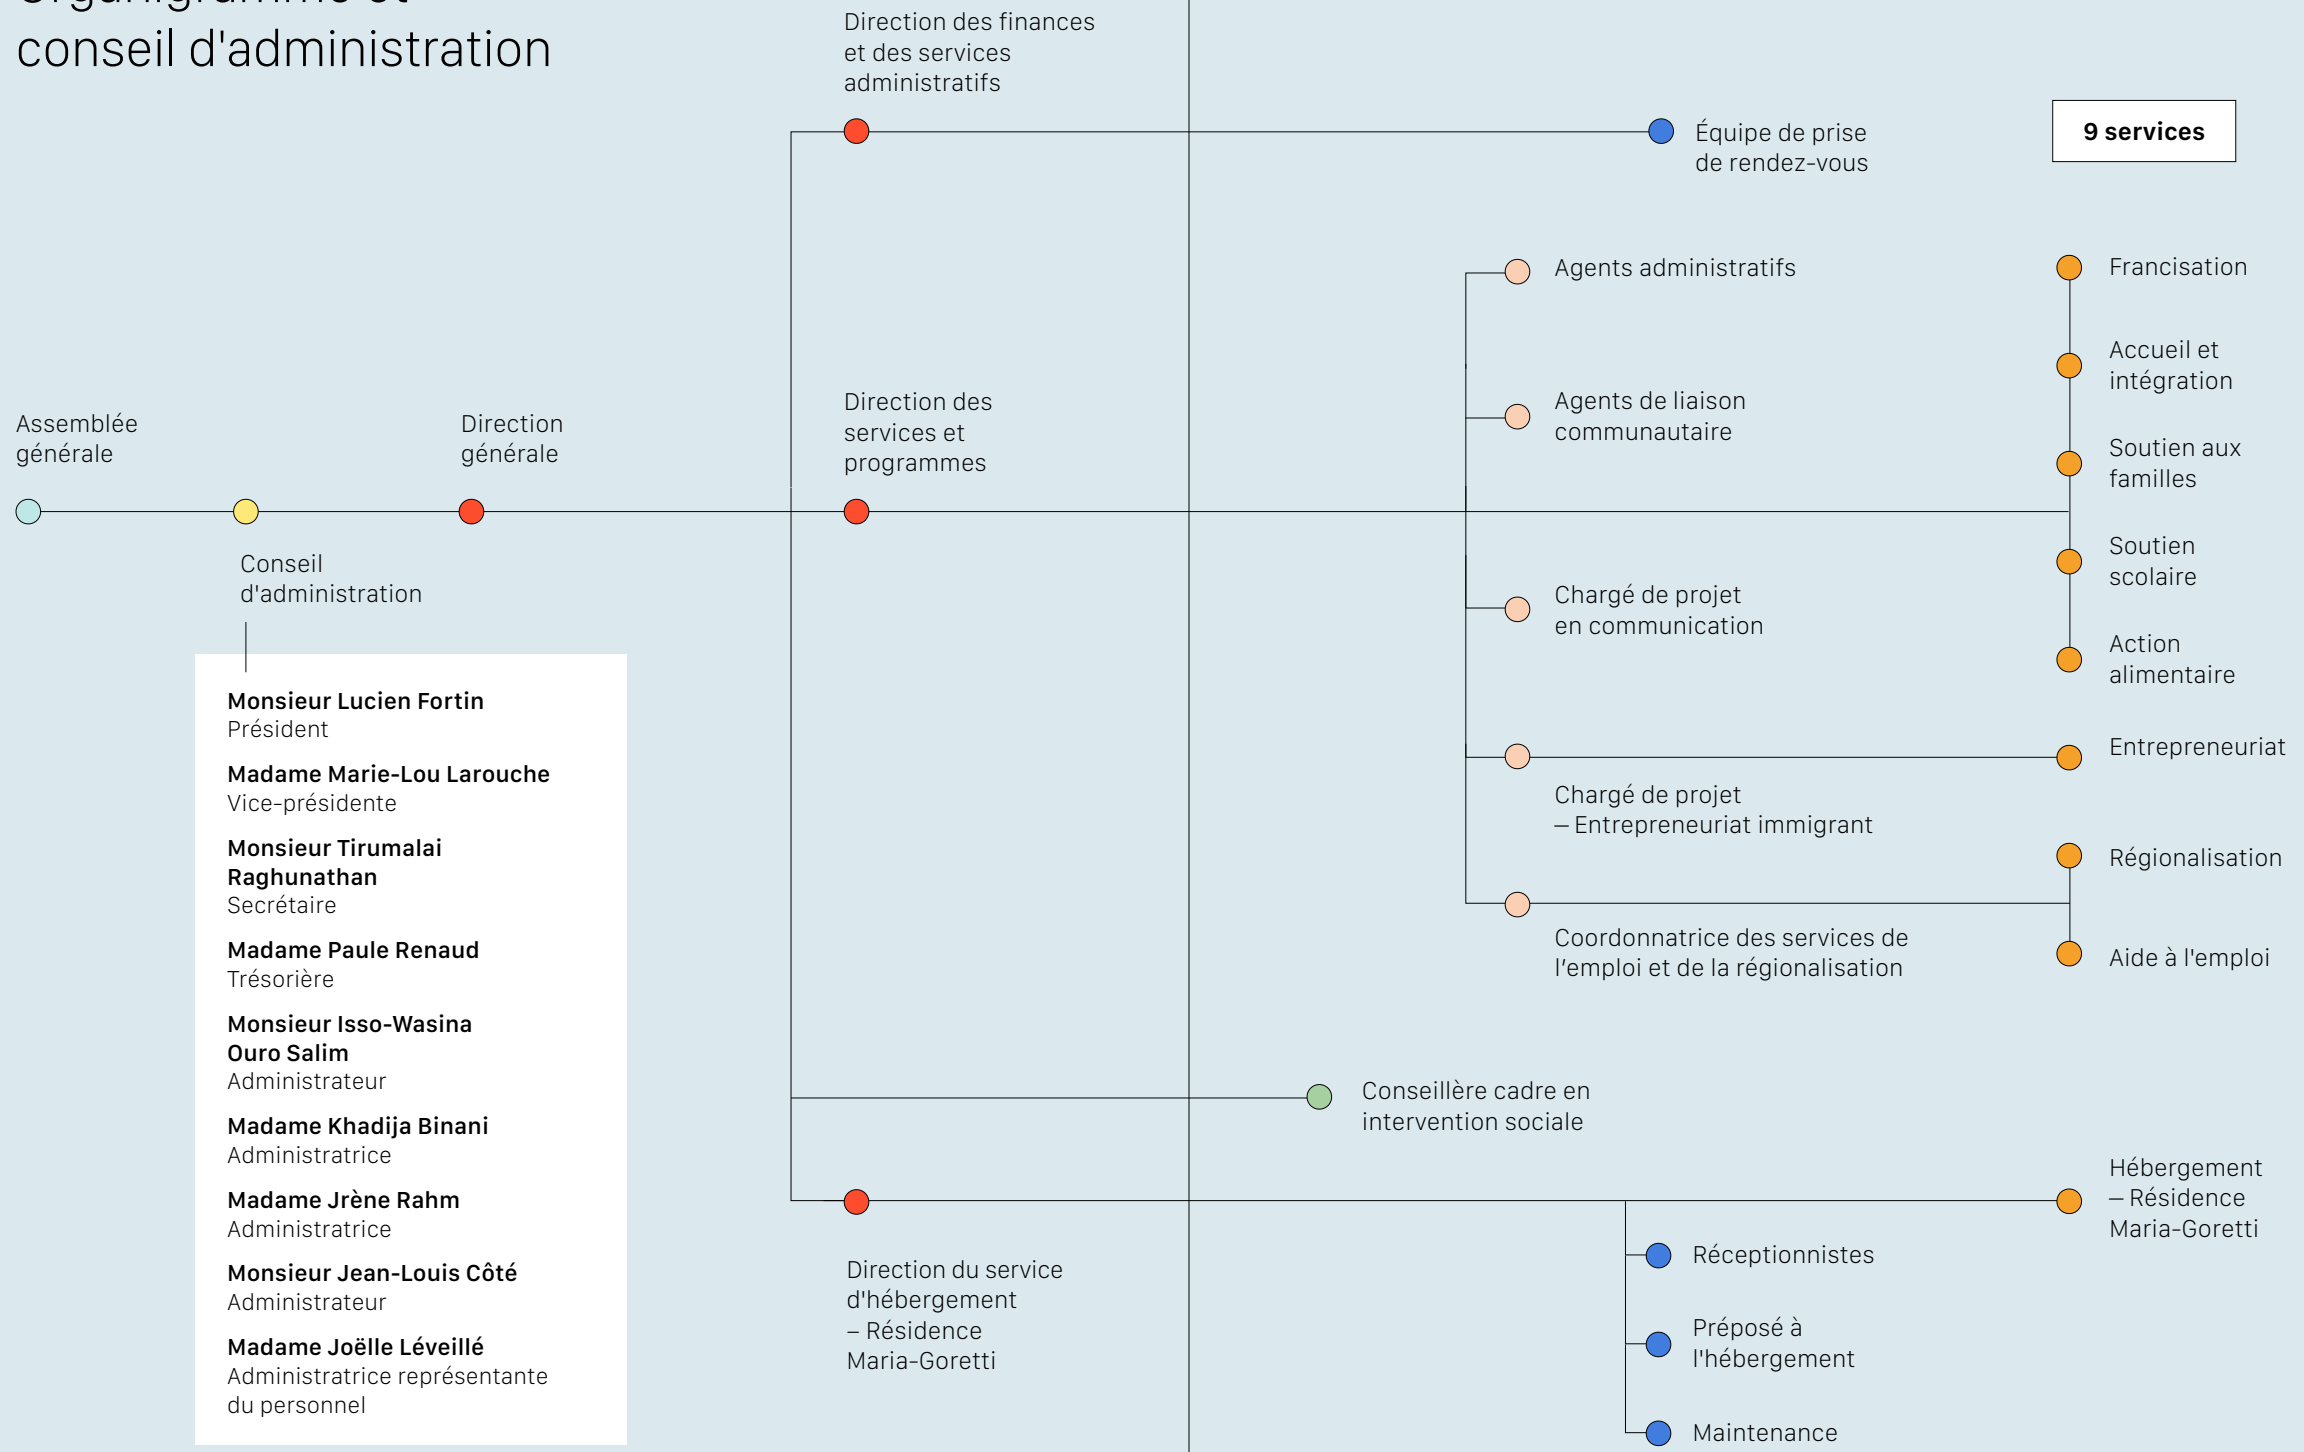 Organigramme et
conseil d'administration
Direction des finances
et des services
administratifs
Équipe de prise
de rendez-vous
9 services
Assemblée
générale
Conseil
d'administration
Direction
générale
Direction des
services et
programmes
Agents administratifs
Agents de liaison
communautaire
Chargé de projet
en communication
Chargé de projet
– Entrepreneuriat immigrant
Coordonnatrice des services de
l’emploi et de la régionalisation
Francisation
Accueil et
intégration
Soutien aux
familles
Soutien
scolaire
Action
alimentaire
Entrepreneuriat
Régionalisation
Aide à l'emploi
Monsieur Lucien Fortin
Président
Madame Marie-Lou Larouche
Vice-présidente
Monsieur Tirumalai
Raghunathan
Secrétaire
Madame Paule Renaud
Trésorière
Monsieur Isso-Wasina
Ouro Salim
Administrateur
Madame Khadija Binani
Administratrice
Madame Jrène Rahm
Administratrice
Monsieur Jean-Louis Côté
Administrateur
Madame Joëlle Léveillé
Administratrice représentante
du personnel
Conseillère cadre en
intervention sociale
Direction du service
d'hébergement
– Résidence
Maria-Goretti
Hébergement
– Résidence
Maria-Goretti
Réceptionnistes
Préposé à
l'hébergement
Maintenance